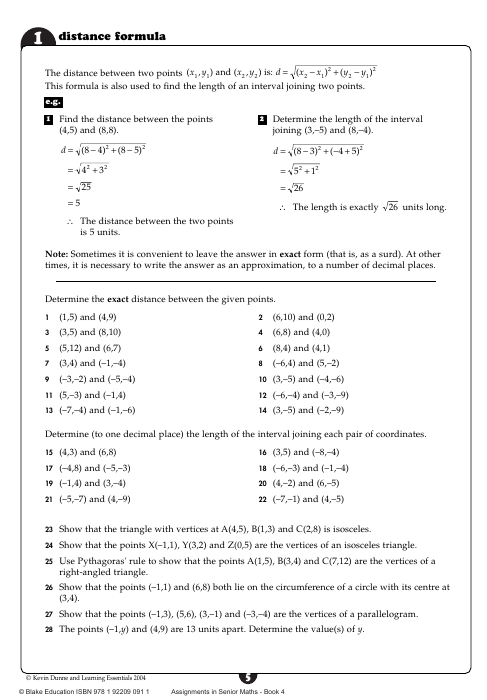 1 distance formula
The distance between two points (x₁,y₁) and (x₂,y₂) is: d = √((x₂ – x₁)² + (y₂ – y₁)²)
This formula is also used to find the length of an interval joining two points.
e.g.
1 Find the distance between the points
(4,5) and (8,8).
d = √((8 – 4)² + (8 – 5)²)
= √(4² + 3²)
= √25
= 5
∴ The distance between the two points
is 5 units.
2 Determine the length of the interval
joining (3,–5) and (8,–4).
d = √((8 – 3)² + (–4 + 5)²)
= √(5² + 1²)
= √26
∴ The length is exactly √26 units long.
Note: Sometimes it is convenient to leave the answer in exact form (that is, as a surd). At other
times, it is necessary to write the answer as an approximation, to a number of decimal places.
Determine the exact distance between the given points.
1 (1,5) and (4,9)
2 (6,10) and (0,2)
3 (3,5) and (8,10)
4 (6,8) and (4,0)
5 (5,12) and (6,7)
6 (8,4) and (4,1)
7 (3,4) and (–1,–4)
8 (–6,4) and (5,–2)
9 (–3,–2) and (–5,–4)
10 (3,–5) and (–4,–6)
11 (5,–3) and (–1,4)
12 (–6,–4) and (–3,–9)
13 (–7,–4) and (–1,–6)
14 (3,–5) and (–2,–9)
Determine (to one decimal place) the length of the interval joining each pair of coordinates.
15 (4,3) and (6,8)
16 (3,5) and (–8,–4)
17 (–4,8) and (–5,–3)
18 (–6,–3) and (–1,–4)
19 (–1,4) and (3,–4)
20 (4,–2) and (6,–5)
21 (–5,–7) and (4,–9)
22 (–7,–1) and (4,–5)
23 Show that the triangle with vertices at A(4,5), B(1,3) and C(2,8) is isosceles.
24 Show that the points X(–1,1), Y(3,2) and Z(0,5) are the vertices of an isosceles triangle.
25 Use Pythagoras' rule to show that the points A(1,5), B(3,4) and C(7,12) are the vertices of a
right-angled triangle.
26 Show that the points (–1,1) and (6,8) both lie on the circumference of a circle with its centre at
(3,4).
27 Show that the points (–1,3), (5,6), (3,–1) and (–3,–4) are the vertices of a parallelogram.
28 The points (–1,y) and (4,9) are 13 units apart. Determine the value(s) of y.
© Kevin Dunne and Learning Essentials 2004
5
© Blake Education ISBN 978 1 92209 091 1 Assignments in Senior Maths - Book 4